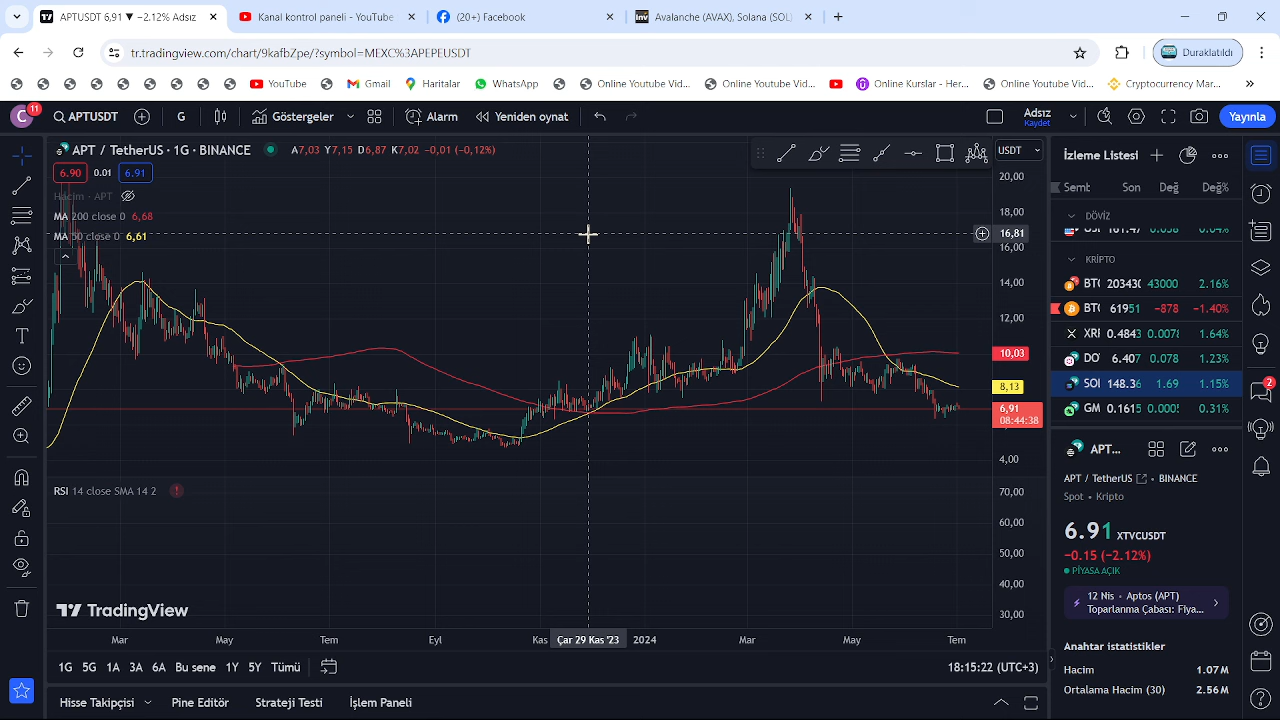 APTUSDT 6,91 ▼ −2.12% Adsız
Kanal kontrol paneli - YouTube
Facebook
Avalanche (AVAX)
tr.tradingview.com/chart/9kafbZpe/?symbol=MEXC%3APEPEUSDT
Duraklatıldı
YouTube
Gmail
Haritalar
WhatsApp
Online Youtube Vid...
Online Youtube Vid...
Online Kurslar - Her...
Online Youtube Vid...
Cryptocurrency Mar...
C 11
APTUSDT
G
Göstergeler
Alarm
Yeniden oynat
Adsız
Kaydet
Yayınla
APT / TetherUS · 1G · BINANCE
A7,03 Y7,15 D6,87 K7,02 −0,01 (−0,12%)
6.90 0.01 6.91
Hacim · APT
MA 200 close 0 6,68
MA 50 close 0 6,61
RSI 14 close SMA 14 2
TradingView
USDT
20,00
18,00
16,81
16,00
14,00
12,00
10,03
8,13
6,91
08:44:38
4,00
70,00
60,00
50,00
40,00
30,00
Mar May Tem Eyl Kas Çar 29 Kas '23 2024 Mar May Tem
1G 5G 1A 3A 6A Bu sene 1Y 5Y Tümü
18:15:22 (UTC+3)
Hisse Takipçisi
Pine Editör
Strateji Testi
İşlem Paneli
İzleme Listesi
Semb Son Değ Değ%
DÖVİZ
KRİPTO
BTC 203430 43000 2.16%
BTC 61951 −878 −1.40%
XRI 0.4843 0.0078 1.64%
DO 6.407 0.078 1.23%
SOL 148.36 1.69 1.15%
GM 0.1615 0.0005 0.31%
2
APT...
APT / TetherUS · BINANCE
Spot · Kripto
6.91 XTVCUSDT
−0.15 (−2.12%)
PİYASA AÇIK
12 Nis · Aptos (APT)
Toparlanma Çabası: Fiya...
Anahtar istatistikler
Hacim 1.07M
Ortalama Hacim (30) 2.56M